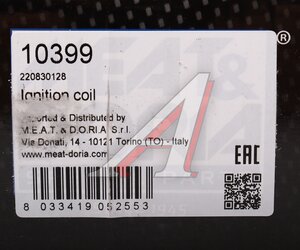 10399
220830128
Ignition coil
Imported & Distributed by
M.E.A.T. & D.O.R.I.A. S.r.l.
Via Donati, 14 - 10121 Torino (TO) - Italy
www.meat-doria.com
EAC
8 033419 052553
®